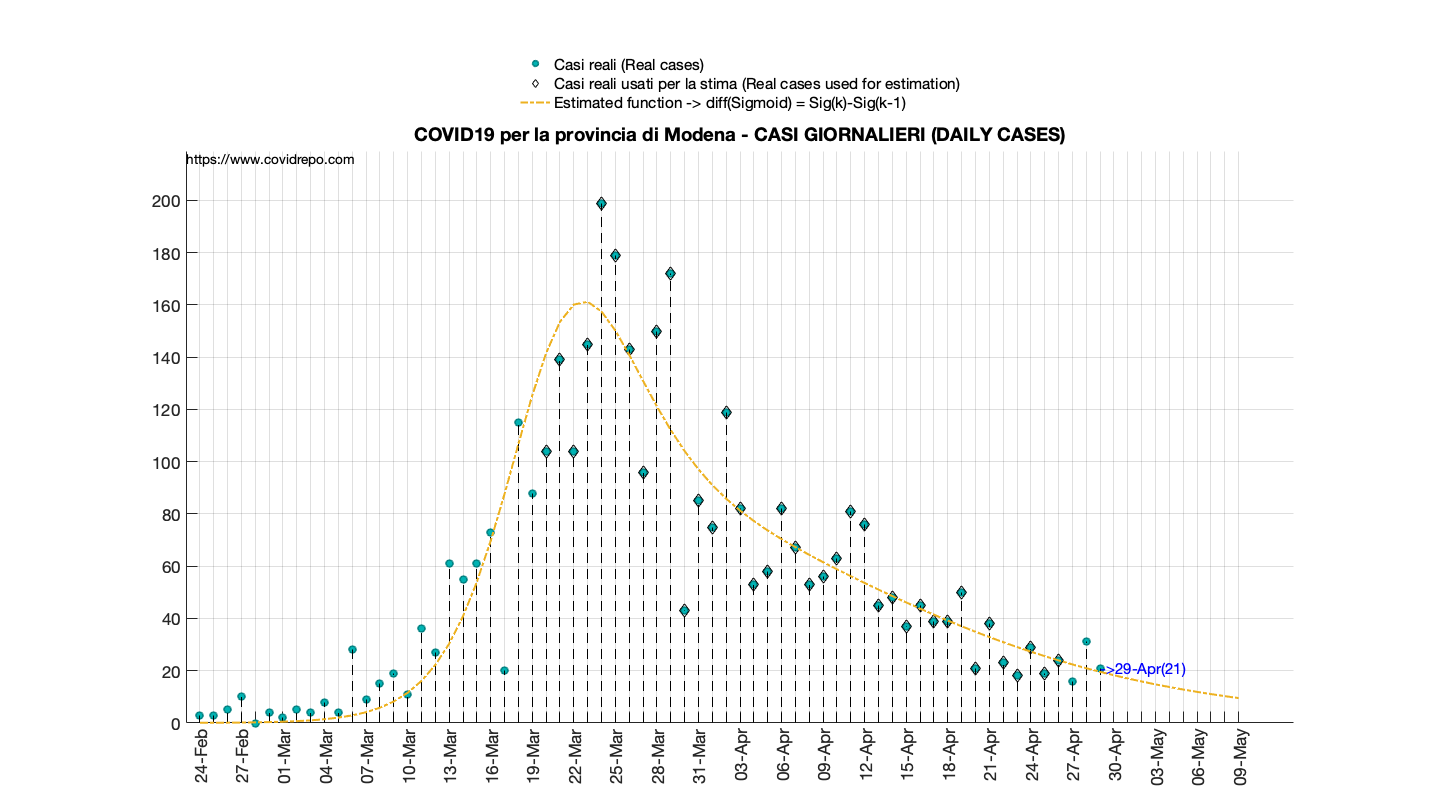 Casi reali (Real cases)
Casi reali usati per la stima (Real cases used for estimation)
Estimated function -> diff(Sigmoid) = Sig(k)-Sig(k-1)
COVID19 per la provincia di Modena - CASI GIORNALIERI (DAILY CASES)
https://www.covidrepo.com
200
180
160
140
120
100
80
60
40
20
0
->29-Apr(21)
24-Feb
27-Feb
01-Mar
04-Mar
07-Mar
10-Mar
13-Mar
16-Mar
19-Mar
22-Mar
25-Mar
28-Mar
31-Mar
03-Apr
06-Apr
09-Apr
12-Apr
15-Apr
18-Apr
21-Apr
24-Apr
27-Apr
30-Apr
03-May
06-May
09-May